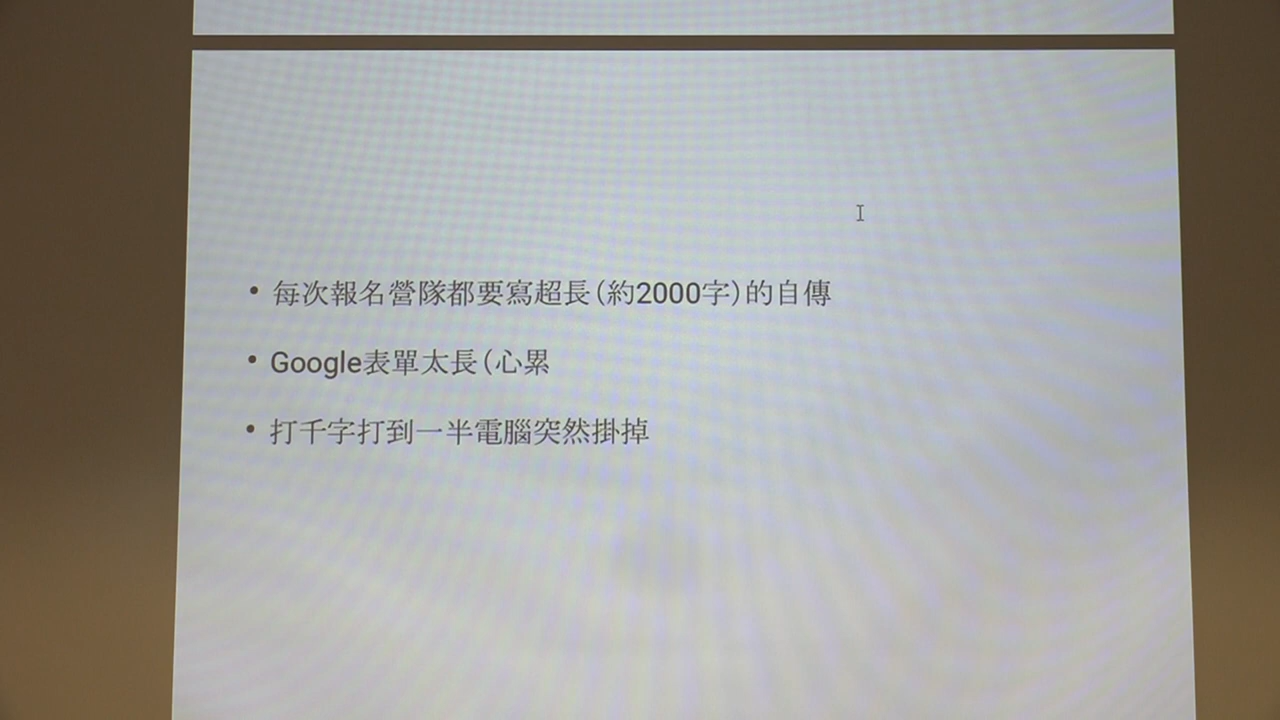 • 每次報名營隊都要寫超長(約2000字)的自傳
• Google表單太長(心累
• 打千字打到一半電腦突然掛掉